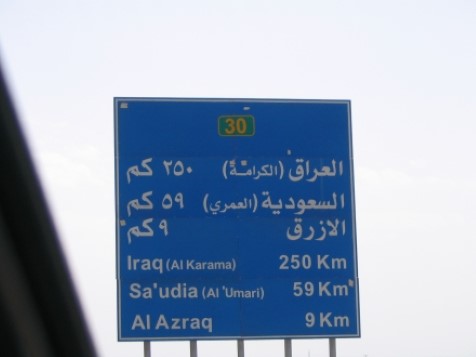 30
العراق (الكرامة) ٢٥٠ كم
السعودية (العمري) ٥٩ كم
الازرق ٩ كم
Iraq (Al Karama) 250 Km
Sa'udia (Al 'Umari) 59 Km
Al Azraq 9 Km